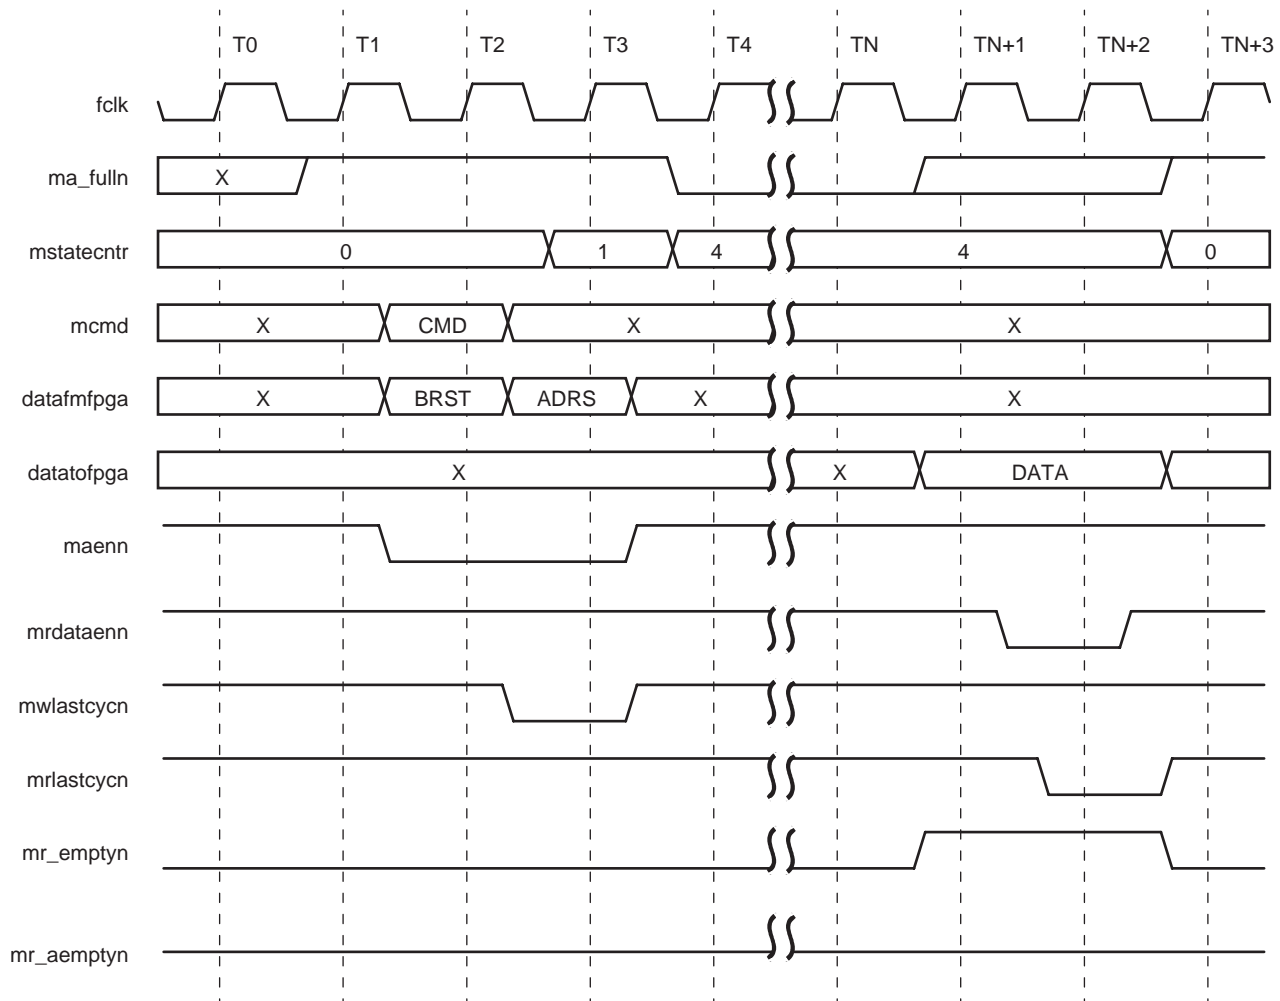 T0 T1 T2 T3 T4 TN TN+1 TN+2 TN+3
fclk
ma_fulln X
mstatecntr 0 1 4 4 0
mcmd X CMD X X
datafmfpga X BRST ADRS X X
datatofpga X X DATA
maenn
mrdataenn
mwlastcycn
mrlastcycn
mr_emptyn
mr_aemptyn